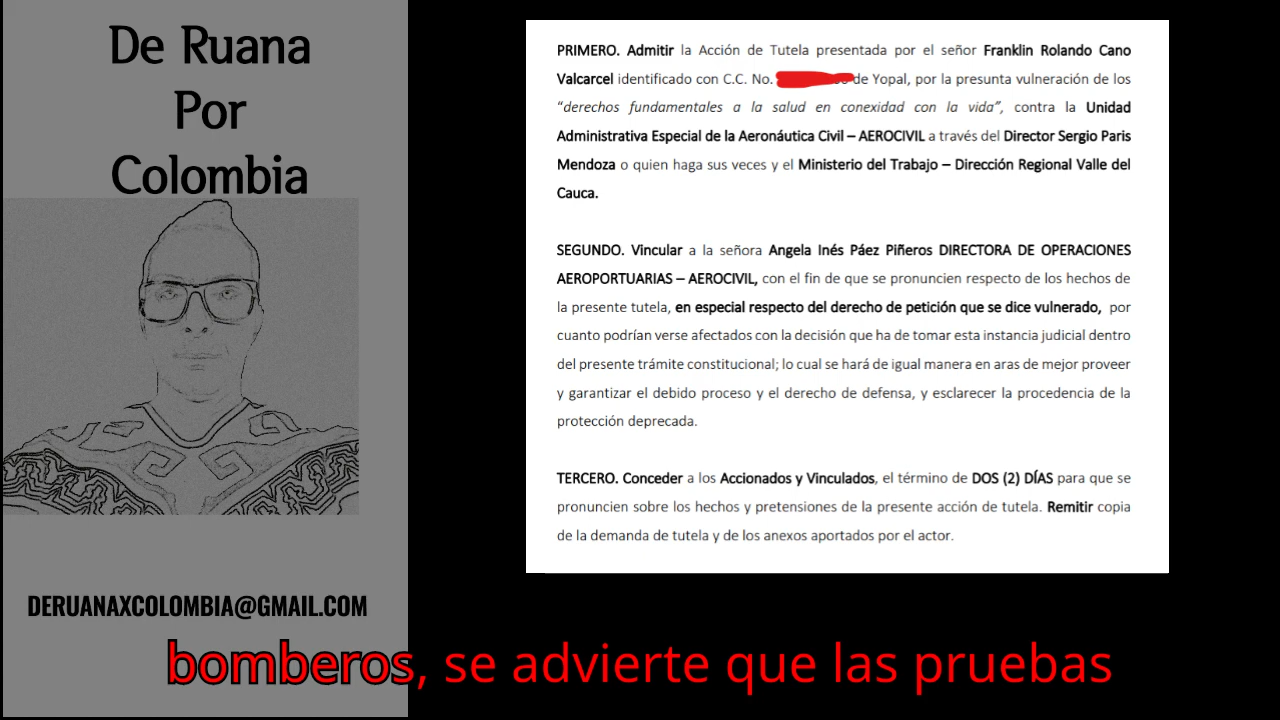 De Ruana
Por
Colombia
DERUANAXCOLOMBIA@GMAIL.COM
PRIMERO. Admitir la Acción de Tutela presentada por el señor Franklin Rolando Cano
Valcarcel identificado con C.C. No. de Yopal, por la presunta vulneración de los
“derechos fundamentales a la salud en conexidad con la vida”, contra la Unidad
Administrativa Especial de la Aeronáutica Civil – AEROCIVIL a través del Director Sergio Paris
Mendoza o quien haga sus veces y el Ministerio del Trabajo – Dirección Regional Valle del
Cauca.
SEGUNDO. Vincular a la señora Angela Inés Páez Piñeros DIRECTORA DE OPERACIONES
AEROPORTUARIAS – AEROCIVIL, con el fin de que se pronuncien respecto de los hechos de
la presente tutela, en especial respecto del derecho de petición que se dice vulnerado, por
cuanto podrían verse afectados con la decisión que ha de tomar esta instancia judicial dentro
del presente trámite constitucional; lo cual se hará de igual manera en aras de mejor proveer
y garantizar el debido proceso y el derecho de defensa, y esclarecer la procedencia de la
protección deprecada.
TERCERO. Conceder a los Accionados y Vinculados, el término de DOS (2) DÍAS para que se
pronuncien sobre los hechos y pretensiones de la presente acción de tutela. Remitir copia
de la demanda de tutela y de los anexos aportados por el actor.
bomberos, se advierte que las pruebas